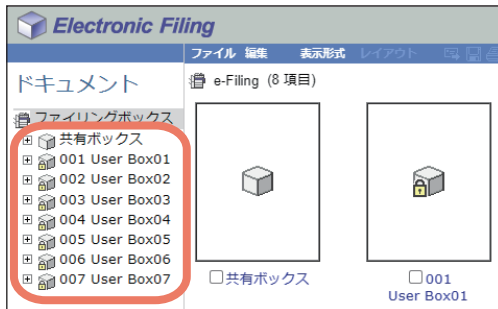 Electronic Filing
ファイル 編集 表示形式 レイアウト
ドキュメント
e-Filing (8 項目)
ファイリングボックス
共有ボックス
001 User Box01
002 User Box02
003 User Box03
004 User Box04
005 User Box05
006 User Box06
007 User Box07
共有ボックス
001
User Box01